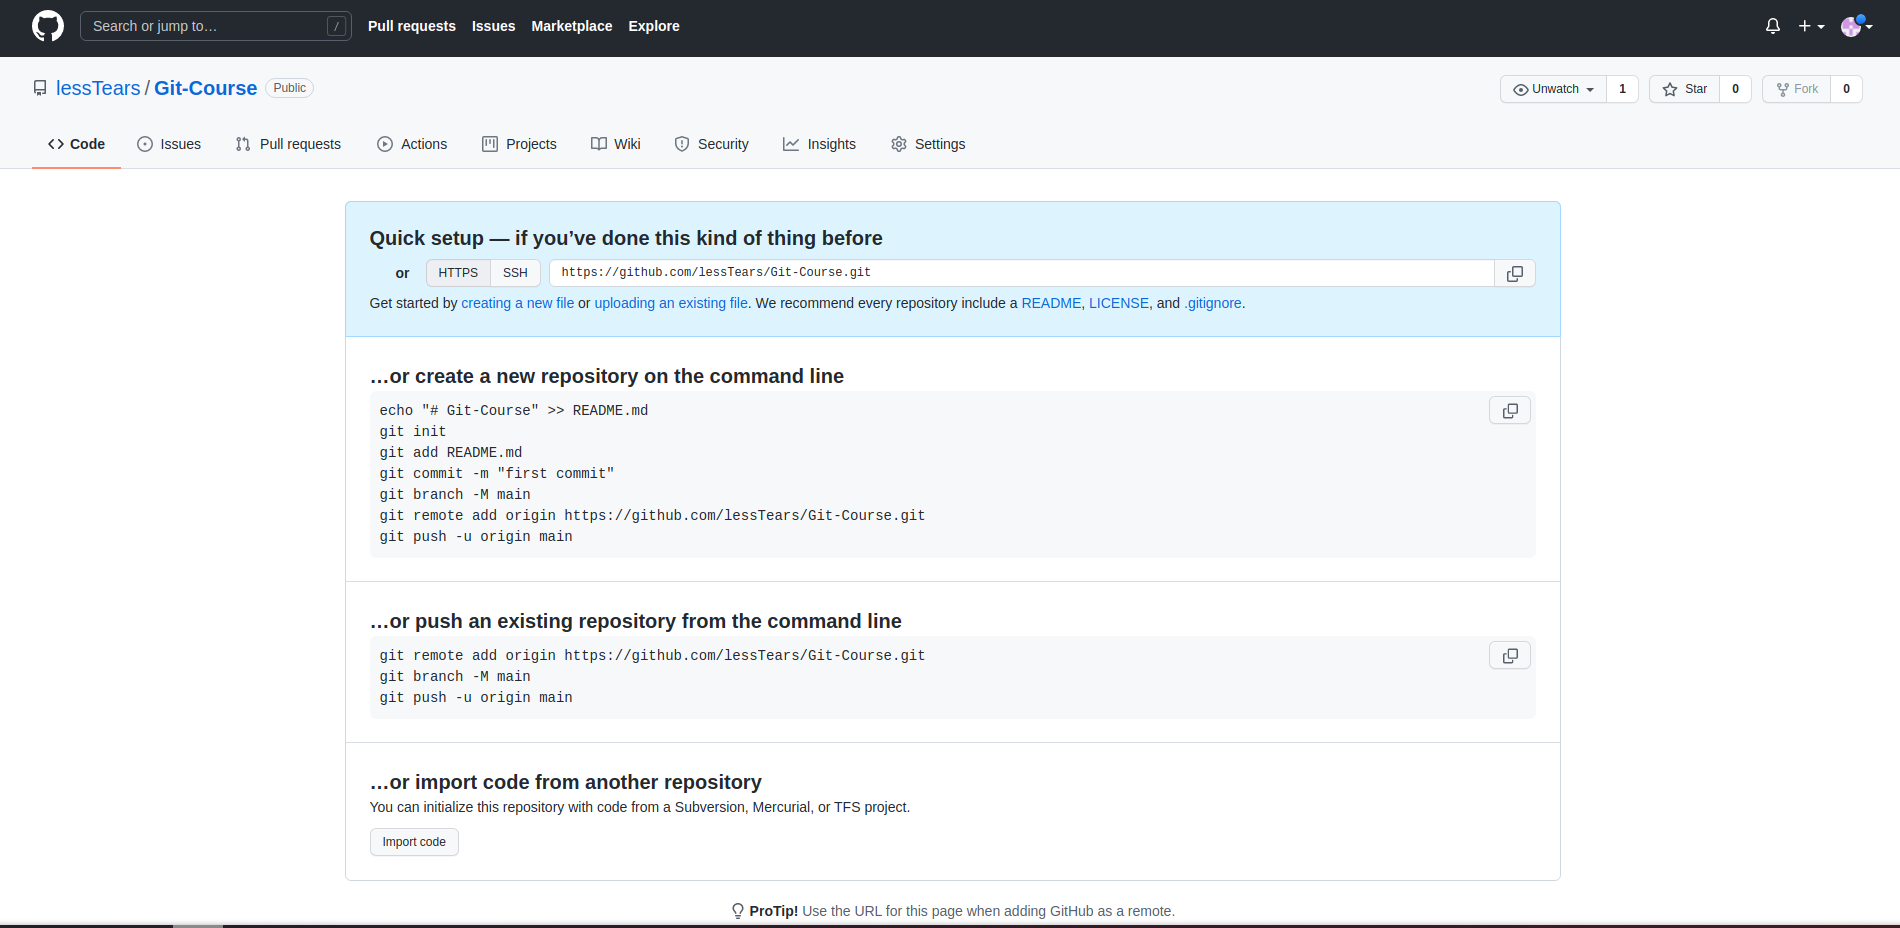 Search or jump to… /
Pull requests Issues Marketplace Explore
lessTears / Git-Course Public
Unwatch 1 Star 0 Fork 0
Code Issues Pull requests Actions Projects Wiki Security Insights Settings
Quick setup — if you’ve done this kind of thing before
or HTTPS SSH https://github.com/lessTears/Git-Course.git
Get started by creating a new file or uploading an existing file. We recommend every repository include a README, LICENSE, and .gitignore.
…or create a new repository on the command line
echo "# Git-Course" >> README.md
git init
git add README.md
git commit -m "first commit"
git branch -M main
git remote add origin https://github.com/lessTears/Git-Course.git
git push -u origin main
…or push an existing repository from the command line
git remote add origin https://github.com/lessTears/Git-Course.git
git branch -M main
git push -u origin main
…or import code from another repository
You can initialize this repository with code from a Subversion, Mercurial, or TFS project.
Import code
ProTip! Use the URL for this page when adding GitHub as a remote.